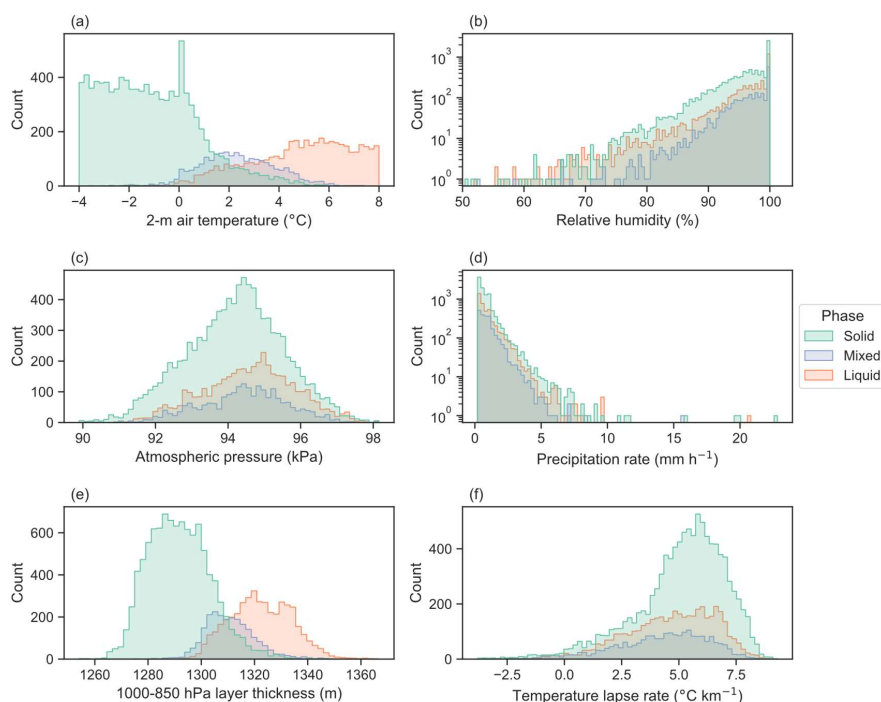 (a)
Count
400
200
0
−4 −2 0 2 4 6 8
2-m air temperature (°C)
(b)
Count
10³
10²
10¹
10⁰
50 60 70 80 90 100
Relative humidity (%)
(c)
Count
400
300
200
100
0
90 92 94 96 98
Atmospheric pressure (kPa)
(d)
Count
10³
10²
10¹
10⁰
0 5 10 15 20
Precipitation rate (mm h⁻¹)
Phase
Solid
Mixed
Liquid
(e)
Count
600
400
200
0
1260 1280 1300 1320 1340 1360
1000-850 hPa layer thickness (m)
(f)
Count
400
200
0
−2.5 0.0 2.5 5.0 7.5
Temperature lapse rate (°C km⁻¹)